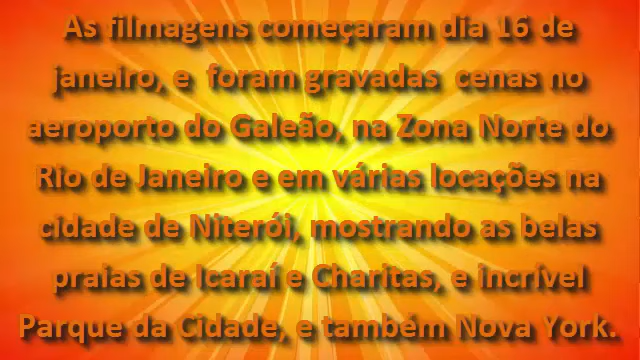 As filmagens começaram dia 16 de
janeiro, e foram gravadas cenas no
aeroporto do Galeão, na Zona Norte do
Rio de Janeiro e em várias locações na
cidade de Niterói, mostrando as belas
praias de Icaraí e Charitas, e incrível
Parque da Cidade, e também Nova York.